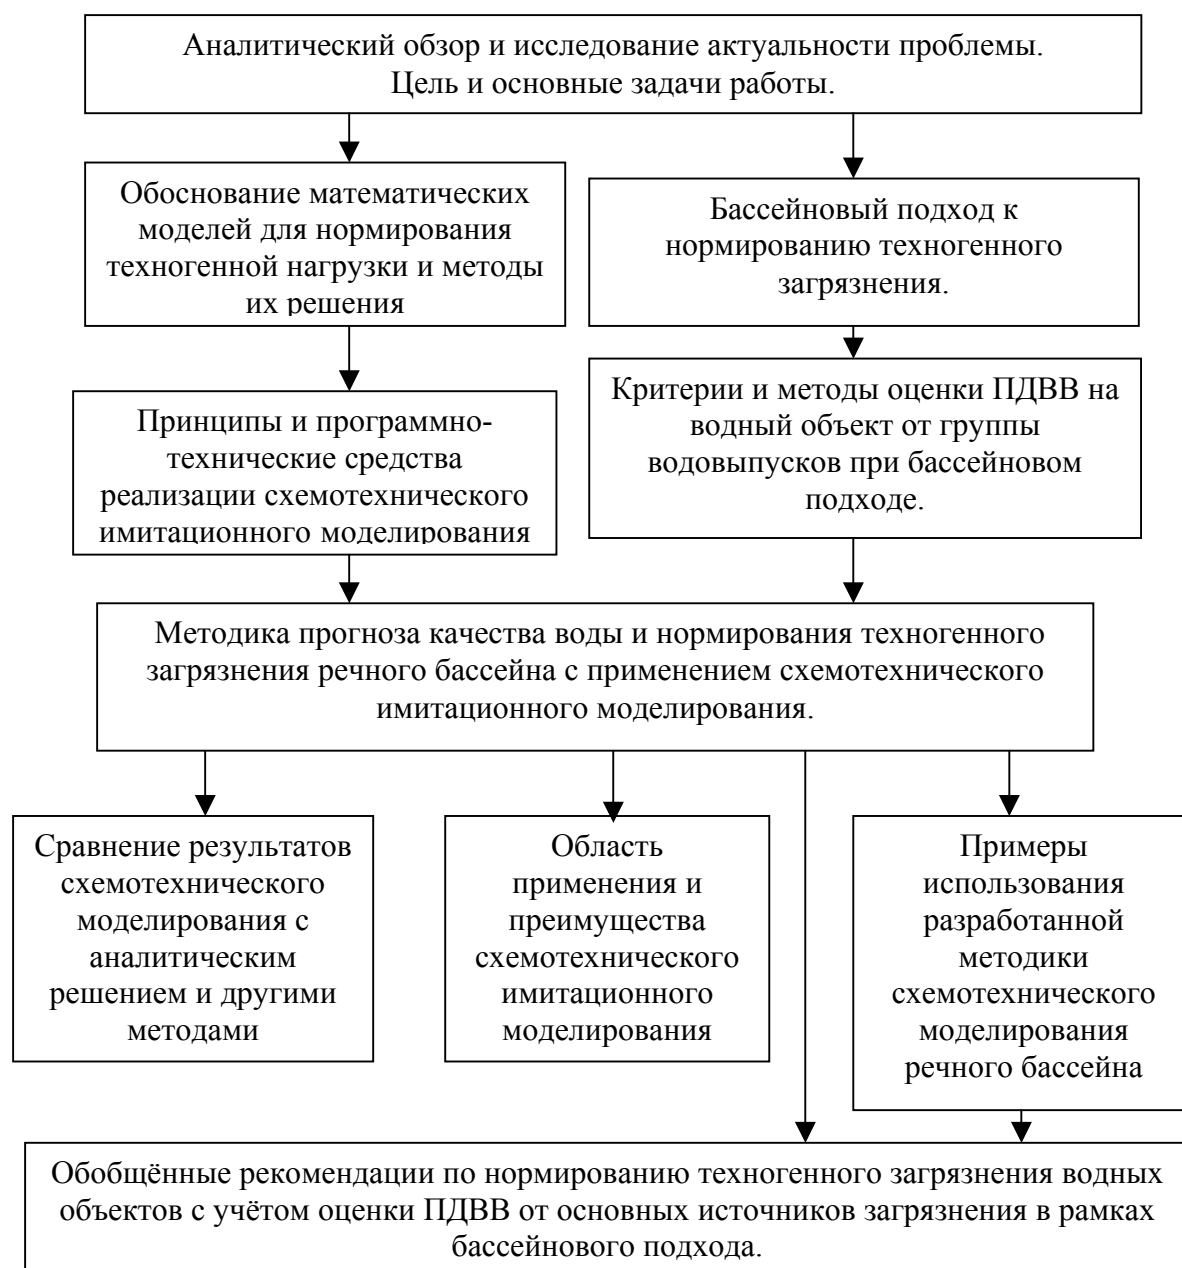 Аналитический обзор и исследование актуальности проблемы.
Цель и основные задачи работы.
Обоснование математических
моделей для нормирования
техногенной нагрузки и методы
их решения
Бассейновый подход к
нормированию техногенного
загрязнения.
Принципы и программно-
технические средства
реализации схемотехнического
имитационного моделирования
Критерии и методы оценки ПДВВ на
водный объект от группы
водовыпусков при бассейновом
подходе.
Методика прогноза качества воды и нормирования техногенного
загрязнения речного бассейна с применением схемотехнического
имитационного моделирования.
Сравнение результатов
схемотехнического
моделирования с
аналитическим
решением и другими
методами
Область
применения и
преимущества
схемотехнического
имитационного
моделирования
Примеры
использования
разработанной
методики
схемотехнического
моделирования
речного бассейна
Обобщённые рекомендации по нормированию техногенного загрязнения водных
объектов с учётом оценки ПДВВ от основных источников загрязнения в рамках
бассейнового подхода.